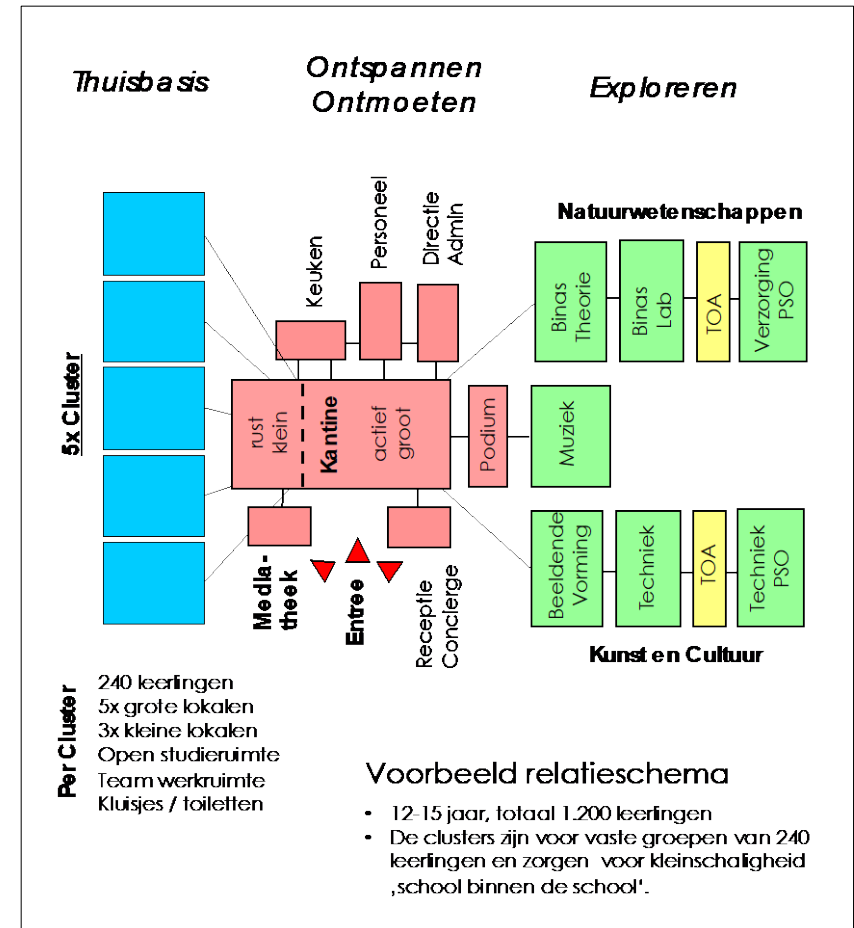 Thuisbasis
Ontspannen
Ontmoeten
Exploreren
5x Cluster
Keuken
Personeel
Directie
Admin
rust
klein
Kantine
actief
groot
Podium
Muziek
Natuurwetenschappen
Binas
Theorie
Binas
Lab
TOA
Verzorging
PSO
Media-
theek
Entree
Receptie
Concierge
Beeldende
Vorming
Techniek
TOA
Techniek
PSO
Kunst en Cultuur
Per Cluster
240 leerlingen
5x grote lokalen
3x kleine lokalen
Open studieruimte
Team werkruimte
Kluisjes / toiletten
Voorbeeld relatieschema
• 12-15 jaar, totaal 1.200 leerlingen
• De clusters zijn voor vaste groepen van 240
leerlingen en zorgen voor kleinschaligheid
‚school binnen de school‘.